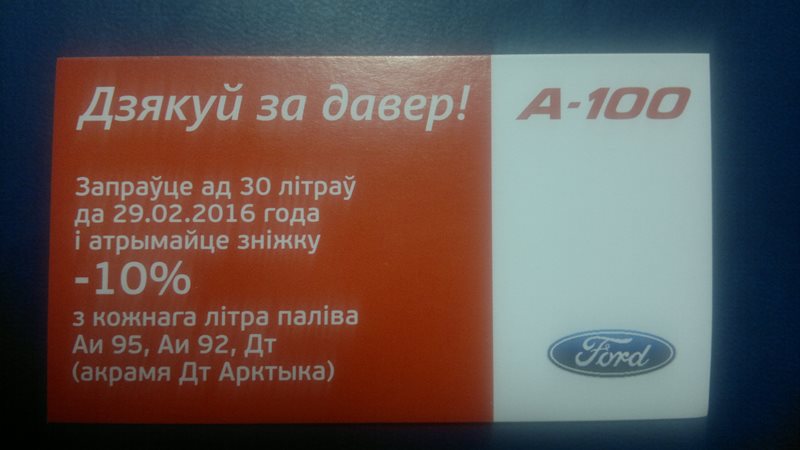 Дзякуй за давер!
А-100
Запраўце ад 30 літраў
да 29.02.2016 года
і атрымайце зніжку
-10%
з кожнага літра паліва
Аи 95, Аи 92, Дт
(акрамя Дт Арктыка)
Ford